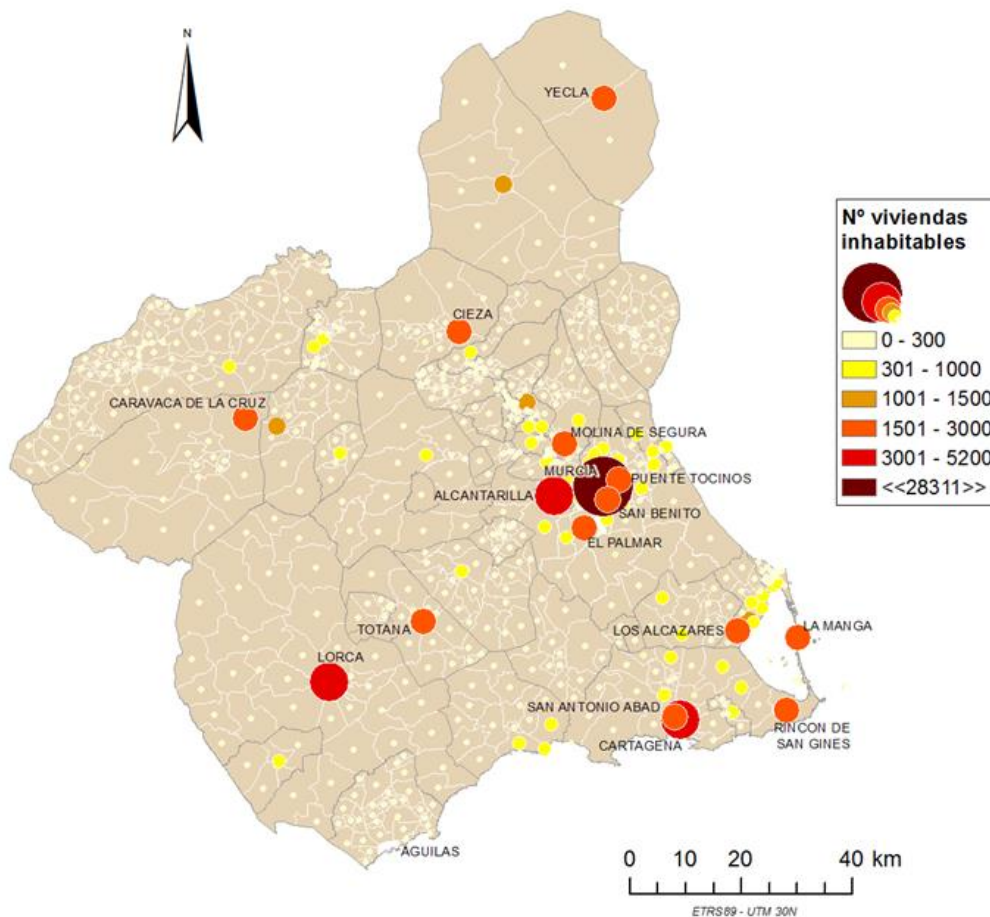 N
YECLA
Nº viviendas
inhabitables
0 - 300
301 - 1000
1001 - 1500
1501 - 3000
3001 - 5200
<<28311>>
CIEZA
CARAVACA DE LA CRUZ
MOLINA DE SEGURA
MURCIA
PUENTE TOCINOS
ALCANTARILLA
SAN BENITO
EL PALMAR
TOTANA
LOS ALCAZARES
LA MANGA
LORCA
SAN ANTONIO ABAD
CARTAGENA
RINCON DE
SAN GINES
AGUILAS
0 10 20 40 km
ETRS89 - UTM 30N